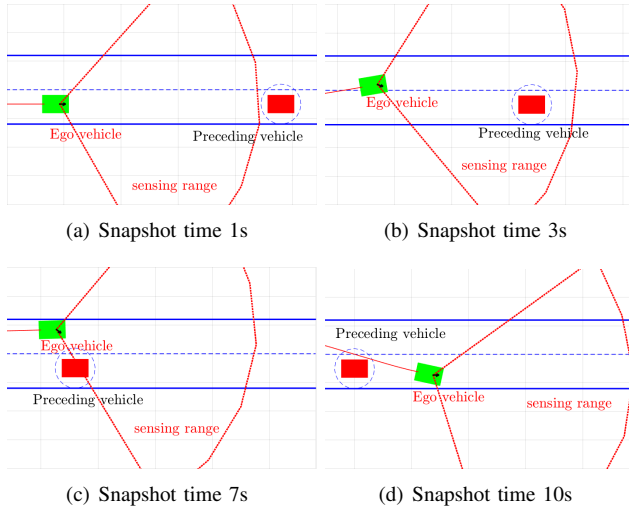 Ego vehicle
Preceding vehicle
sensing range
(a) Snapshot time 1s
Ego vehicle
Preceding vehicle
sensing range
(b) Snapshot time 3s
Ego vehicle
Preceding vehicle
sensing range
(c) Snapshot time 7s
Preceding vehicle
Ego vehicle
sensing range
(d) Snapshot time 10s